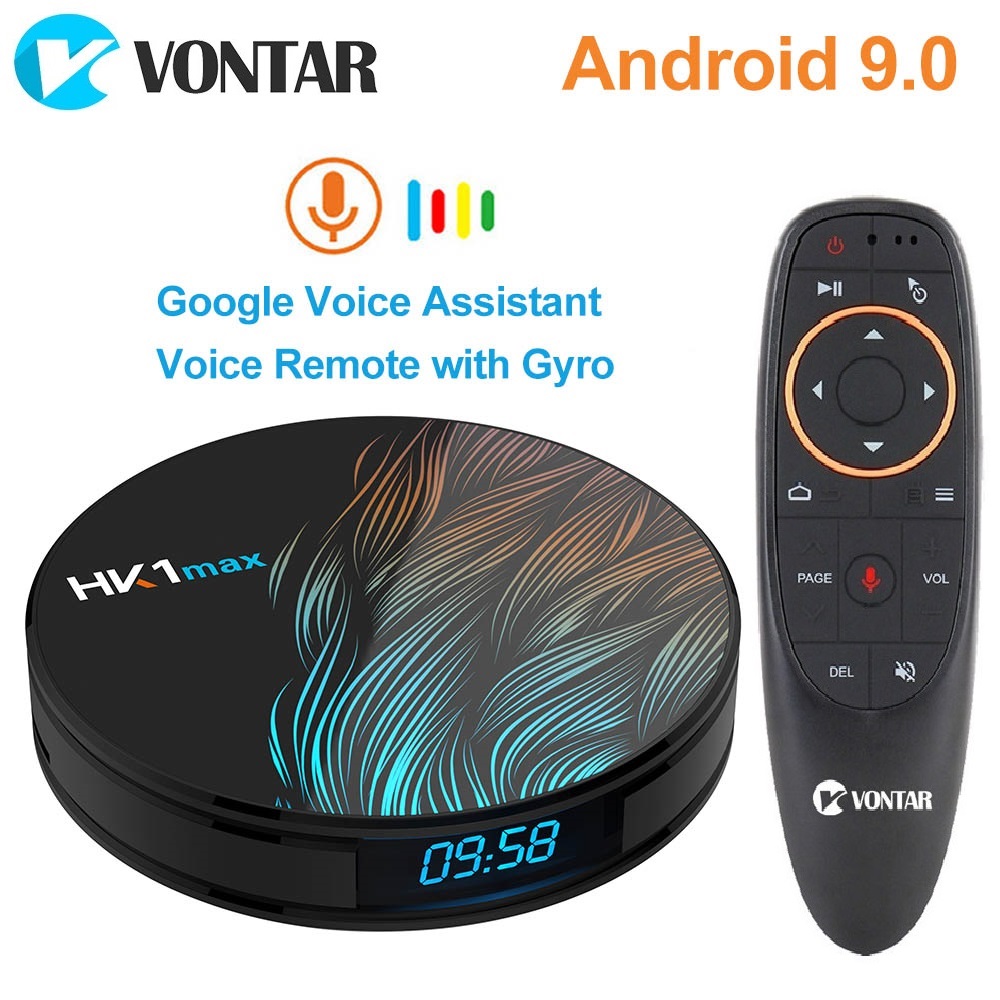 VONTAR
Android 9.0
Google Voice Assistant
Voice Remote with Gyro
HK1max
09:58
PAGE
VOL
DEL
VONTAR